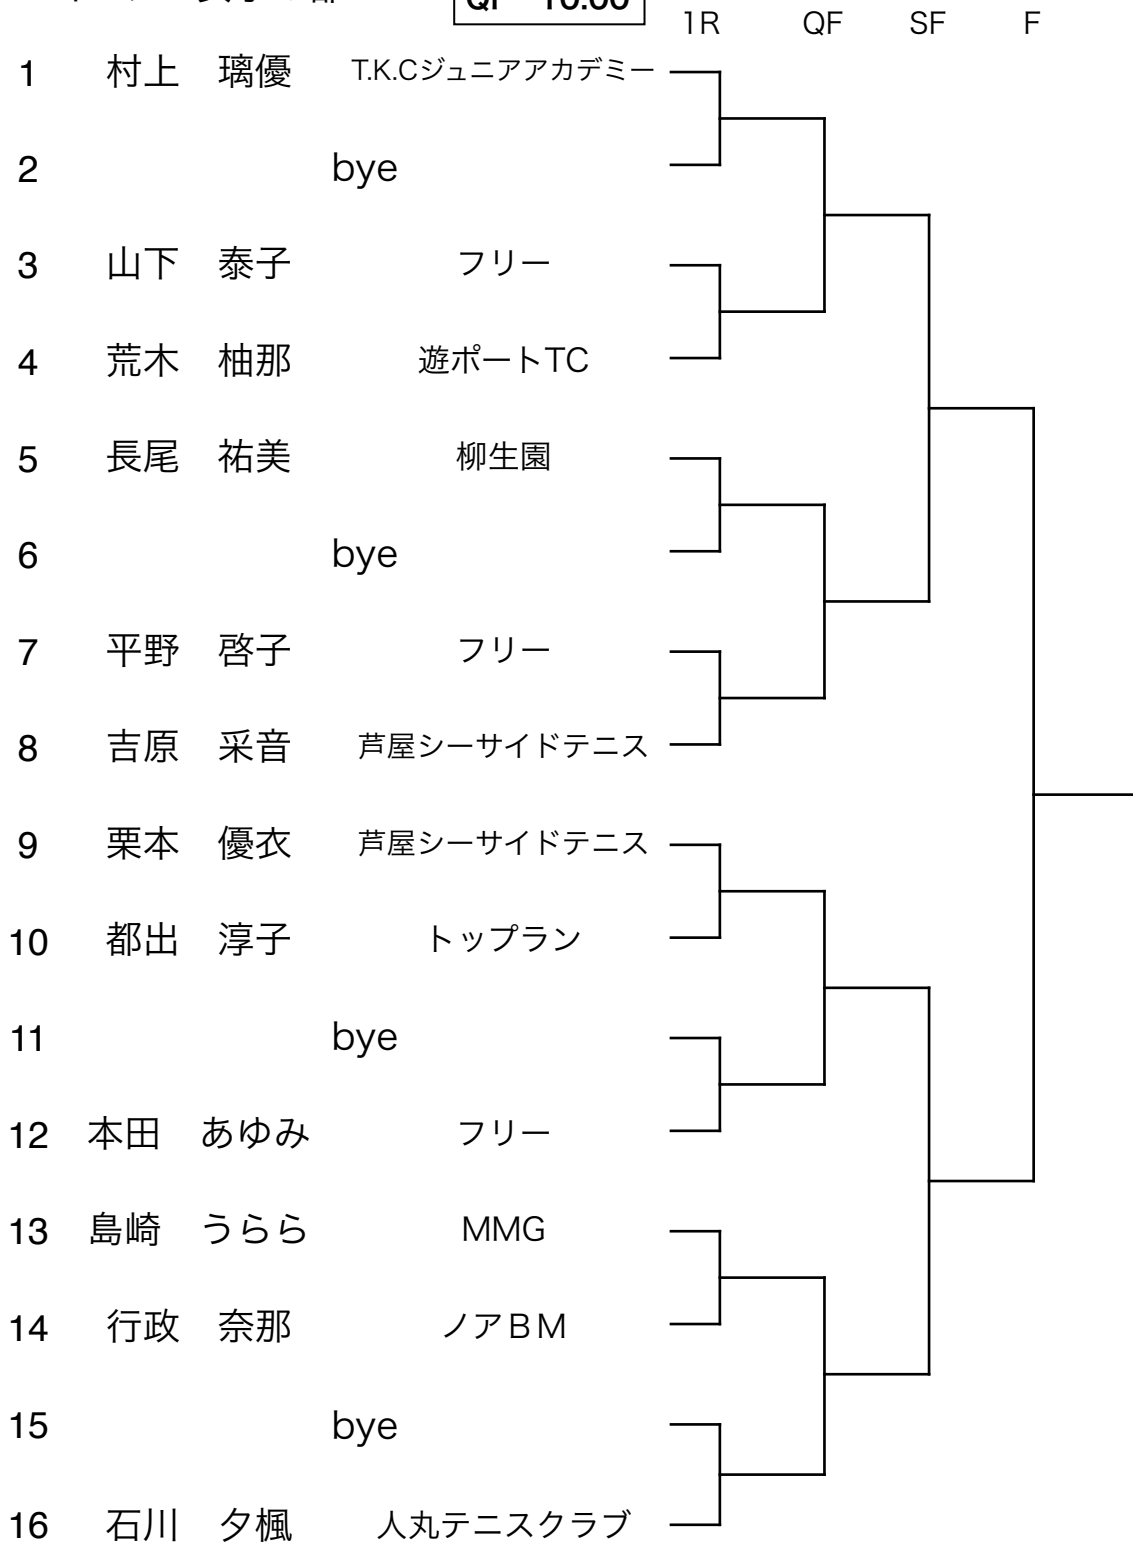 1R QF SF F
1 村上 璃優 T.K.Cジュニアアカデミー
2 bye
3 山下 泰子 フリー
4 荒木 柚那 遊ポートTC
5 長尾 祐美 柳生園
6 bye
7 平野 啓子 フリー
8 吉原 采音 芦屋シーサイドテニス
9 栗本 優衣 芦屋シーサイドテニス
10 都出 淳子 トップラン
11 bye
12 本田 あゆみ フリー
13 島崎 うらら MMG
14 行政 奈那 ノアＢＭ
15 bye
16 石川 夕楓 人丸テニスクラブ